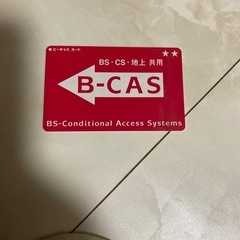 ビーキャス カード
★★
BS・CS・地上 共用
B-CAS
BS-Conditional Access Systems